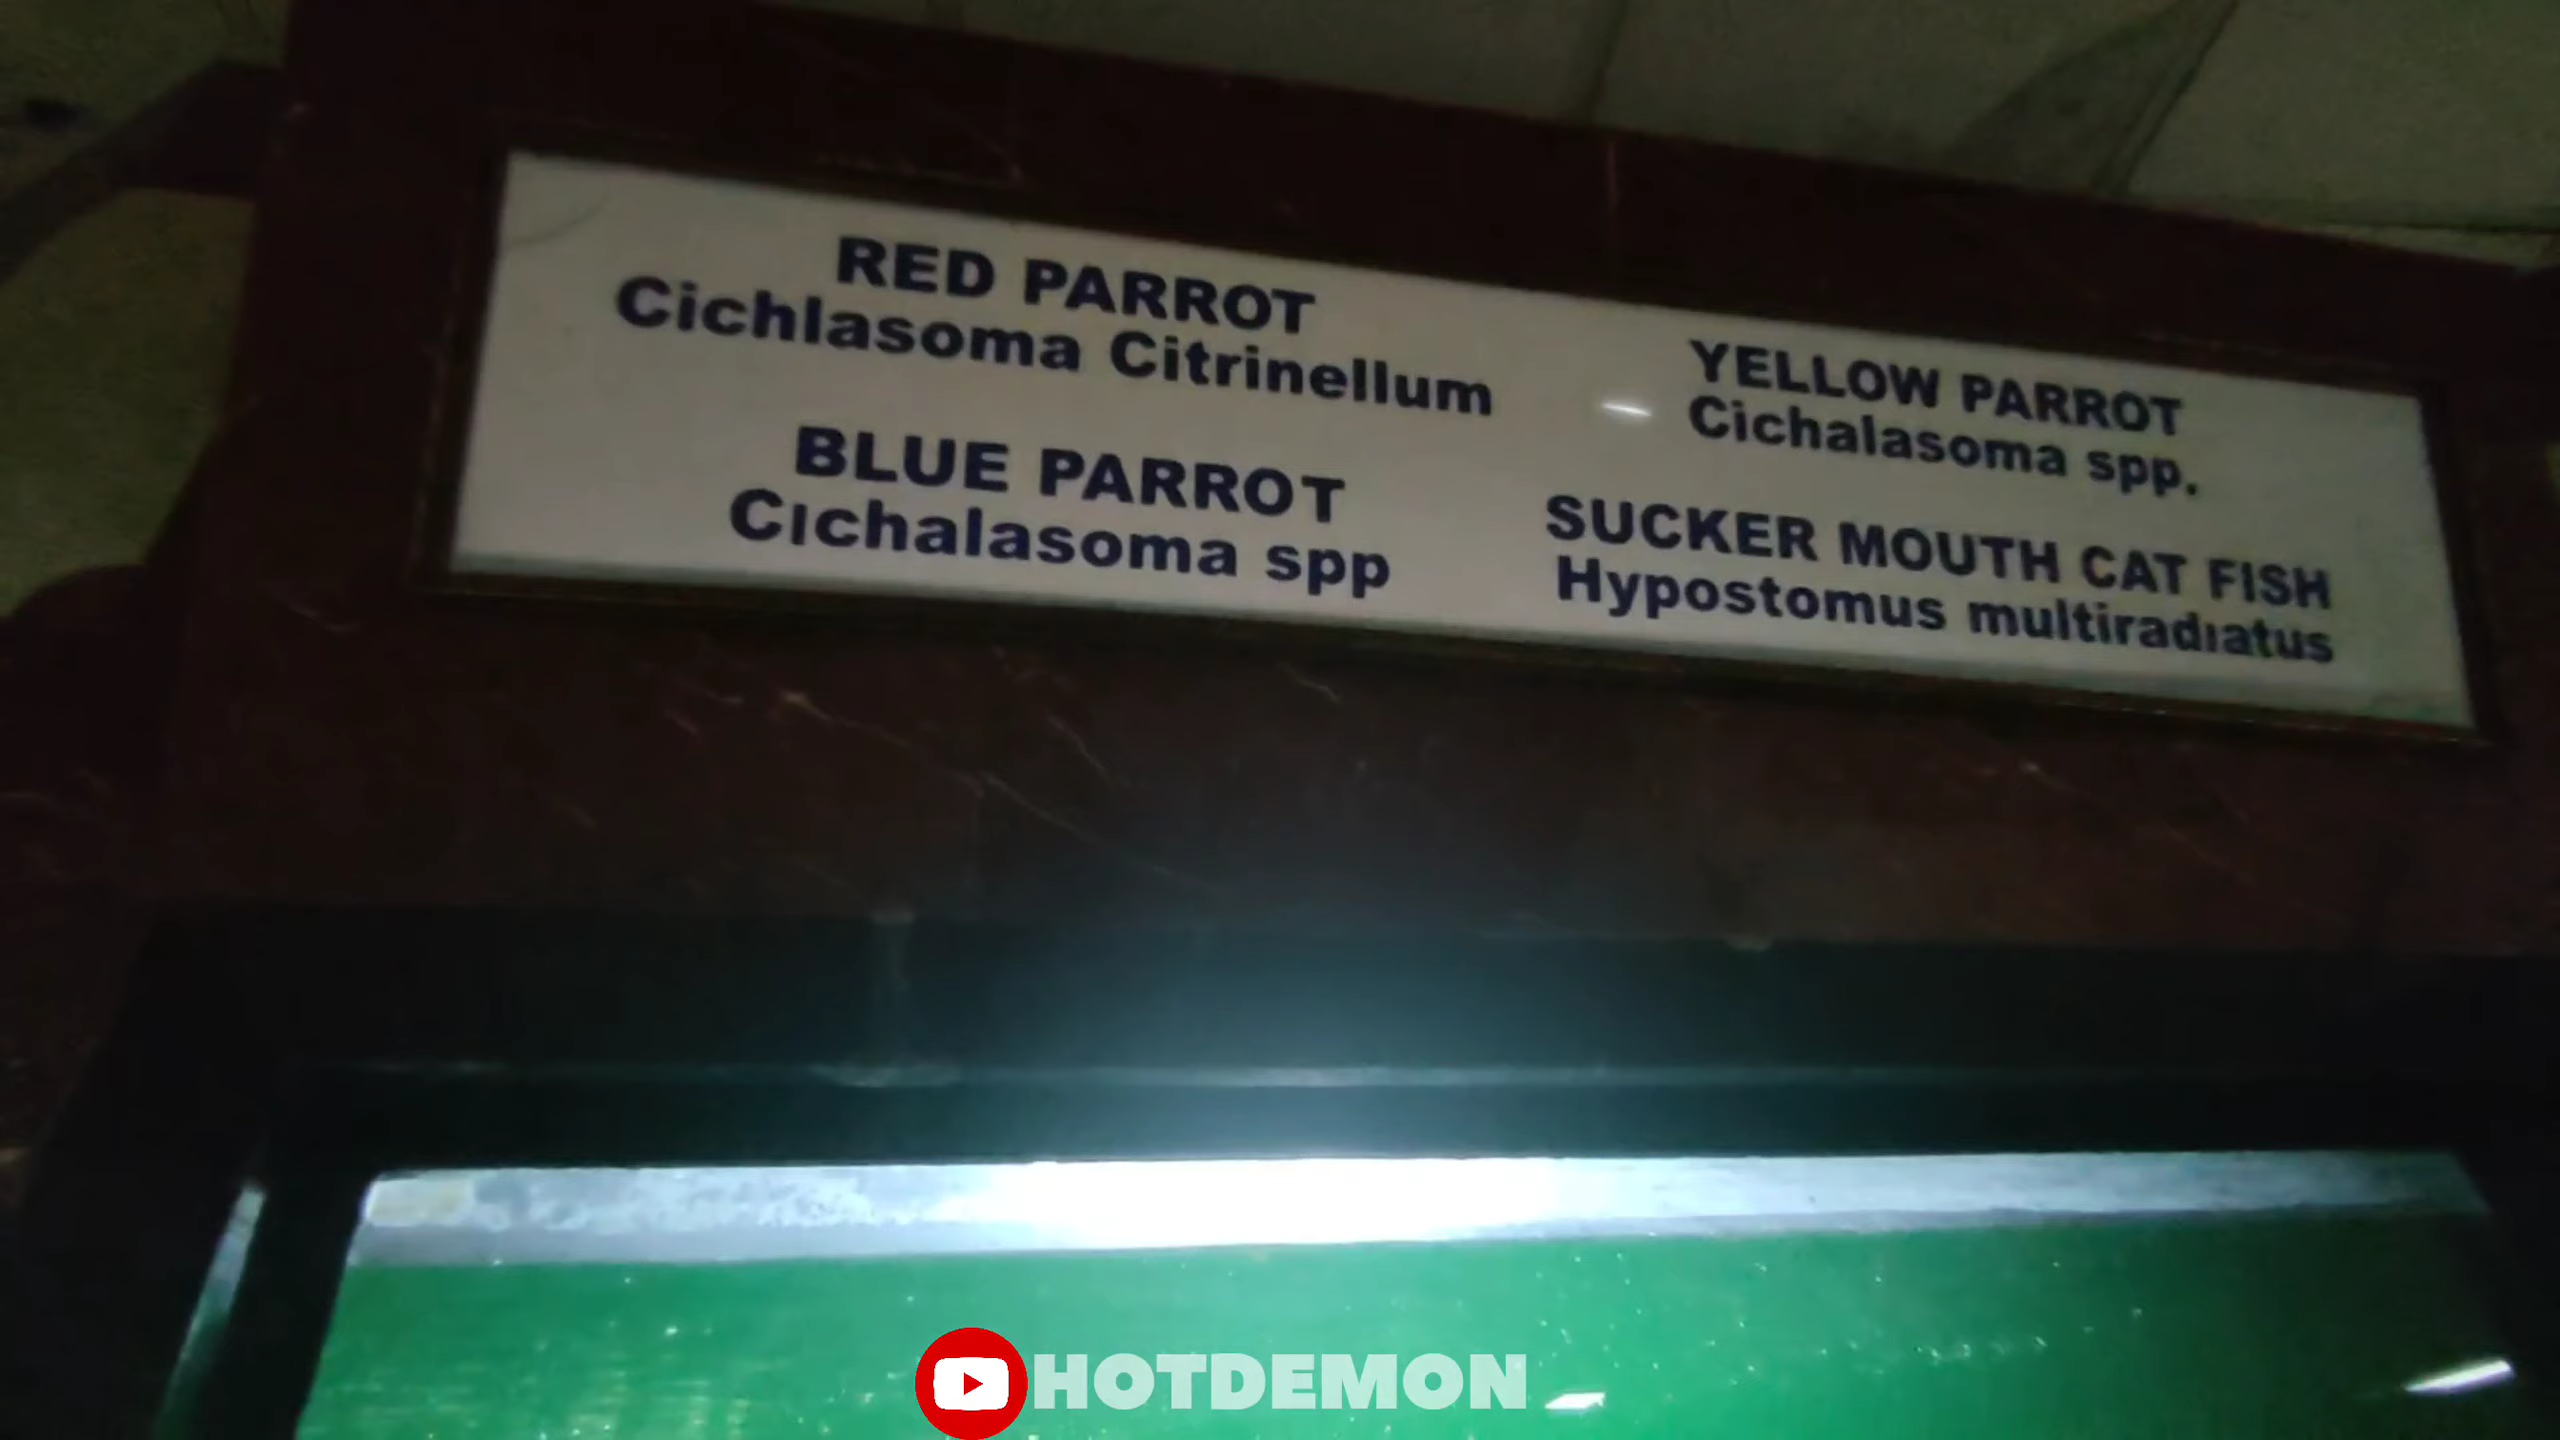 RED PARROT
Cichlasoma Citrinellum
BLUE PARROT
Cichalasoma spp
YELLOW PARROT
Cichalasoma spp.
SUCKER MOUTH CAT FISH
Hypostomus multiradiatus
HOTDEMON